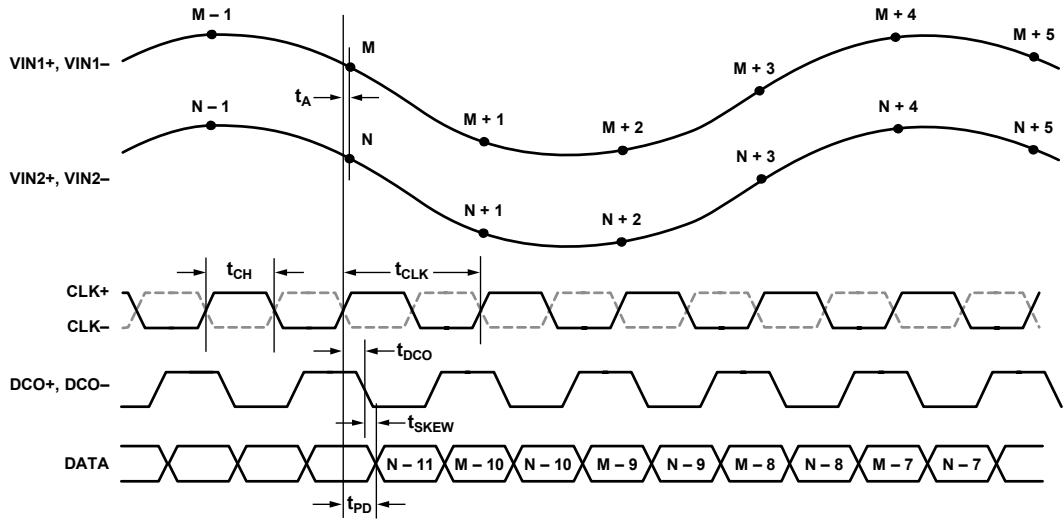 M – 1
M
M + 1
M + 2
M + 3
M + 4
M + 5
VIN1+, VIN1–
tA
N – 1
N
N + 1
N + 2
N + 3
N + 4
N + 5
VIN2+, VIN2–
tCH
tCLK
CLK+
CLK–
tDCO
DCO+, DCO–
tSKEW
DATA
N – 11
M – 10
N – 10
M – 9
N – 9
M – 8
N – 8
M – 7
N – 7
tPD